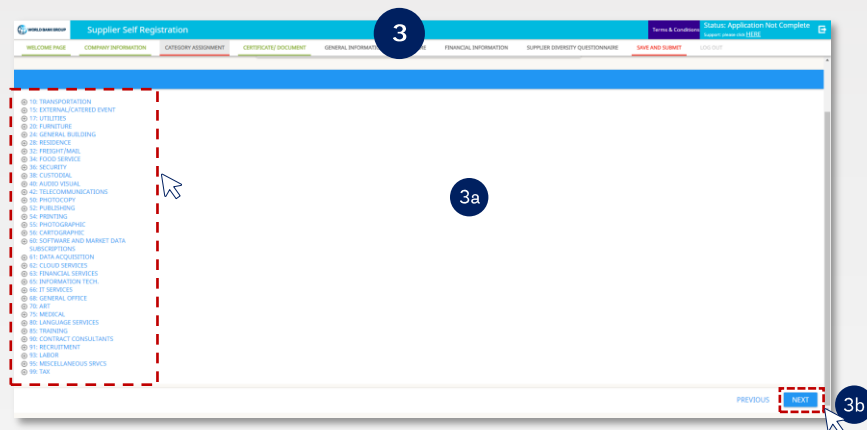 3
WORLD BANK GROUP
Supplier Self Registration
Terms & Conditions
Status: Application Not Complete
Support please click HERE
WELCOME PAGE
COMPANY INFORMATION
CATEGORY ASSIGNMENT
CERTIFICATE/ DOCUMENT
GENERAL INFORMATION
FINANCIAL INFORMATION
SUPPLIER DIVERSITY QUESTIONNAIRE
SAVE AND SUBMIT
LOG OUT
10: TRANSPORTATION
15: EXTERNAL/CATERED EVENT
17: UTILITIES
20: FURNITURE
24: GENERAL BUILDING
28: RESIDENCE
32: FREIGHT/MAIL
34: FOOD SERVICE
36: SECURITY
38: CUSTODIAL
40: AUDIO VISUAL
42: TELECOMMUNICATIONS
50: PHOTOCOPY
52: PUBLISHING
54: PRINTING
55: PHOTOGRAPHIC
56: CARTOGRAPHIC
60: SOFTWARE AND MARKET DATA
SUBSCRIPTIONS
61: DATA ACQUISITION
62: CLOUD SERVICES
63: FINANCIAL SERVICES
65: INFORMATION TECH.
66: IT SERVICES
68: GENERAL OFFICE
70: ART
75: MEDICAL
80: LANGUAGE SERVICES
85: TRAINING
90: CONTRACT CONSULTANTS
91: RECRUITMENT
93: LABOR
95: MISCELLANEOUS SRVCS
99: TAX
3a
PREVIOUS
NEXT
3b